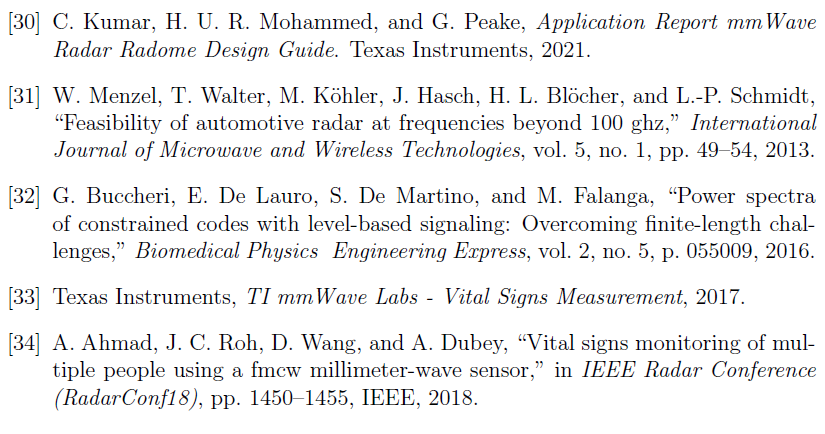 [30] C. Kumar, H. U. R. Mohammed, and G. Peake, Application Report mmWave
Radar Radome Design Guide. Texas Instruments, 2021.
[31] W. Menzel, T. Walter, M. Köhler, J. Hasch, H. L. Blöcher, and L.-P. Schmidt,
“Feasibility of automotive radar at frequencies beyond 100 ghz,” International
Journal of Microwave and Wireless Technologies, vol. 5, no. 1, pp. 49–54, 2013.
[32] G. Buccheri, E. De Lauro, S. De Martino, and M. Falanga, “Power spectra
of constrained codes with level-based signaling: Overcoming finite-length chal-
lenges,” Biomedical Physics Engineering Express, vol. 2, no. 5, p. 055009, 2016.
[33] Texas Instruments, TI mmWave Labs - Vital Signs Measurement, 2017.
[34] A. Ahmad, J. C. Roh, D. Wang, and A. Dubey, “Vital signs monitoring of mul-
tiple people using a fmcw millimeter-wave sensor,” in IEEE Radar Conference
(RadarConf18), pp. 1450–1455, IEEE, 2018.